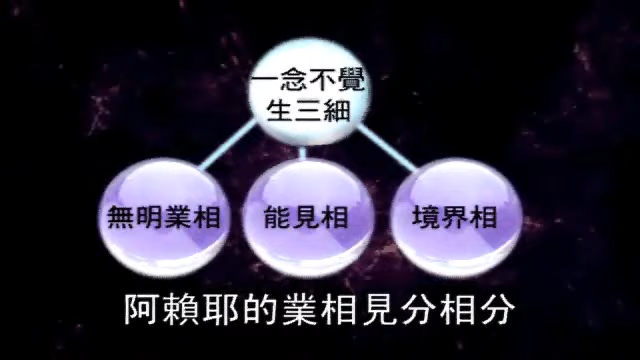 一念不覺
生三細
無明業相
能見相
境界相
阿賴耶的業相見分相分